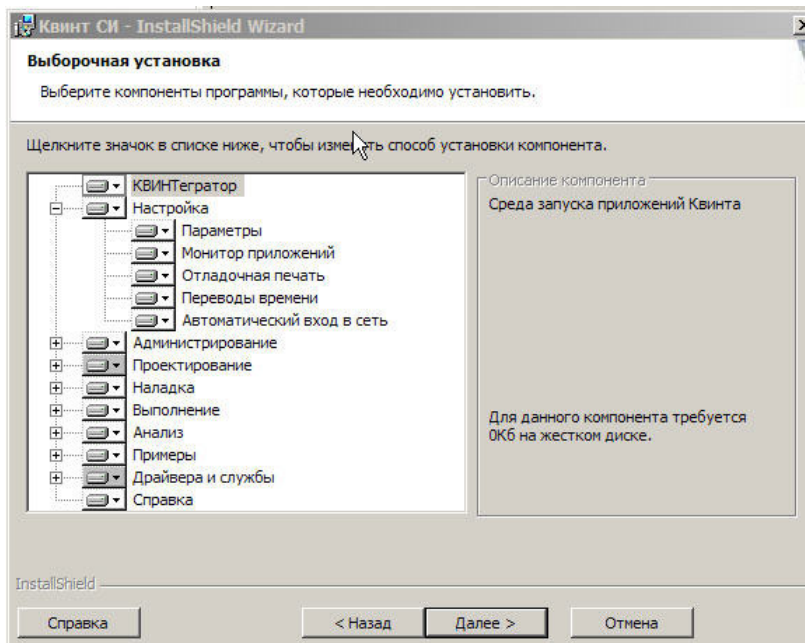 Квинт СИ - InstallShield Wizard
Выборочная установка
Выберите компоненты программы, которые необходимо установить.
Щелкните значок в списке ниже, чтобы изменить способ установки компонента.
КВИНТегратор
Настройка
Параметры
Монитор приложений
Отладочная печать
Переводы времени
Автоматический вход в сеть
Администрирование
Проектирование
Наладка
Выполнение
Анализ
Примеры
Драйвера и службы
Справка
Описание компонента
Среда запуска приложений Квинта
Для данного компонента требуется
0Кб на жестком диске.
InstallShield
Справка
< Назад
Далее >
Отмена